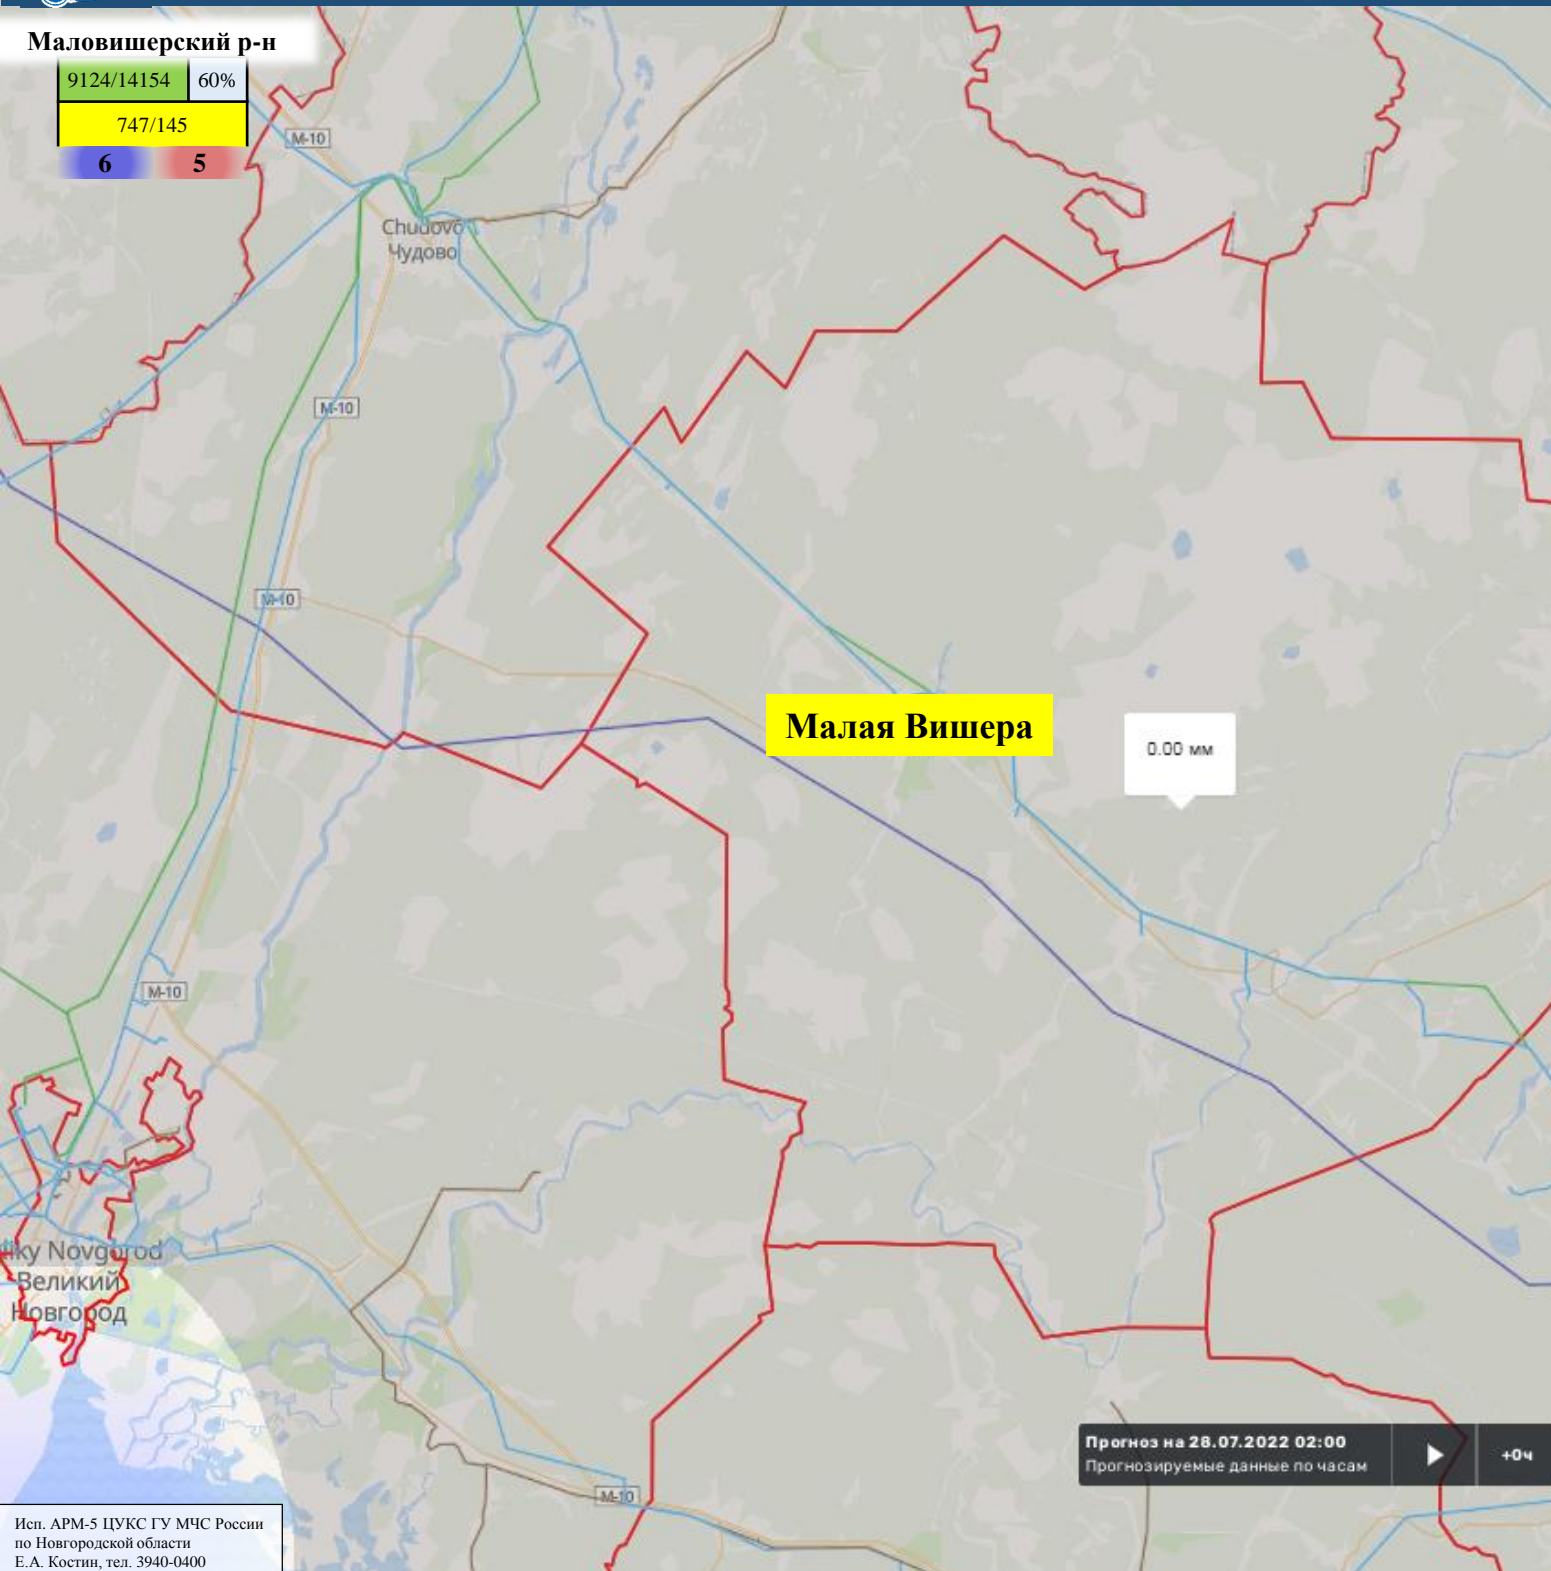 Маловишерский р-н
9124/14154 60%
747/145
6 5
M-10
Chudovo
Чудово
M-10
M-10
Малая Вишера
0.00 мм
M-10
Novgorod
Великий
Новгород
Прогноз на 28.07.2022 02:00
Прогнозируемые данные по часам
+0ч
M-10
Исп. АРМ-5 ЦУКС ГУ МЧС России
по Новгородской области
Е.А. Костин, тел. 3940-0400